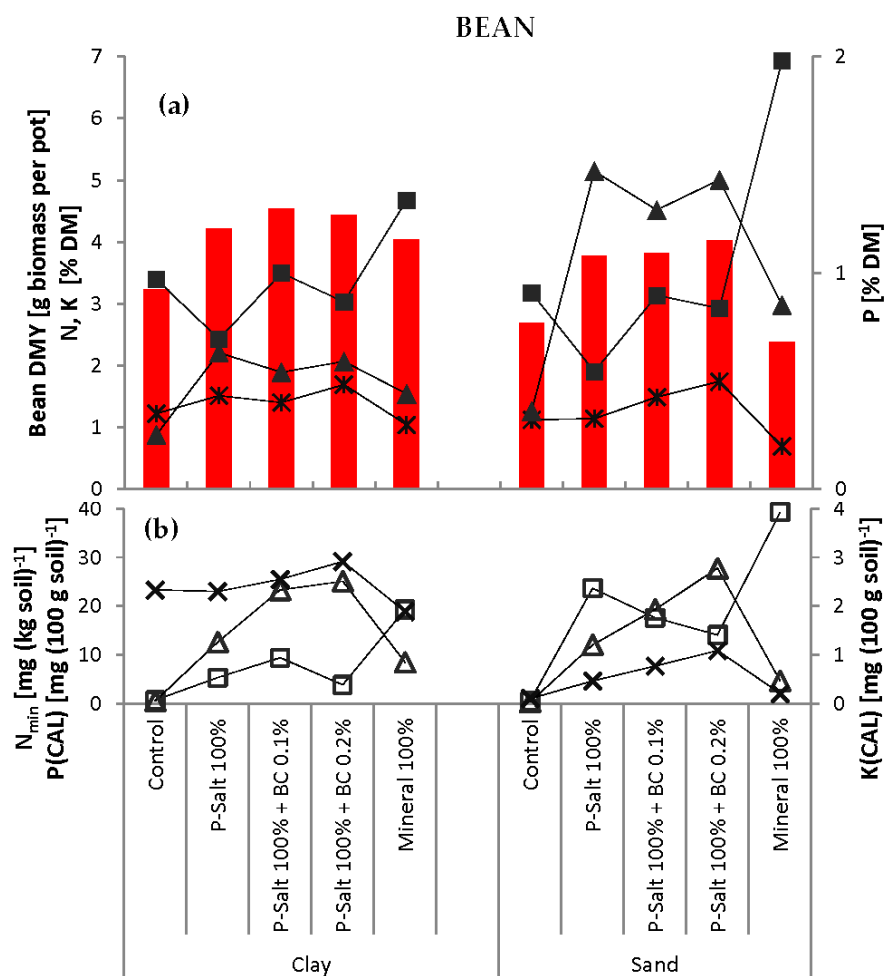 BEAN
(a)
Bean DMY [g biomass per pot]
N, K [% DM]
7
6
5
4
3
2
1
0
P [% DM]
2
1
0
(b)
N_min [mg (kg soil)⁻¹
P(CAL) [mg (100 g soil)⁻¹
40
30
20
10
0
K(CAL) [mg (100 g soil)⁻¹
4
3
2
1
0
Control
P-Salt 100%
P-Salt 100% + BC 0.1%
P-Salt 100% + BC 0.2%
Mineral 100%
Control
P-Salt 100%
P-Salt 100% + BC 0.1%
P-Salt 100% + BC 0.2%
Mineral 100%
Clay
Sand